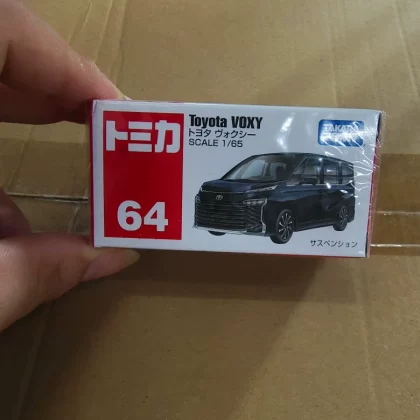 トミカ
64
Toyota VOXY
トヨタ ヴォクシー
SCALE 1/65
TAKARA
サスペンション